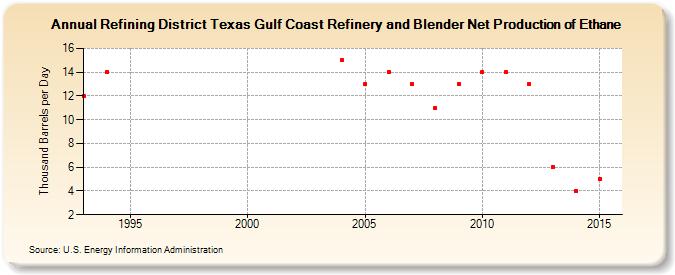 Annual Refining District Texas Gulf Coast Refinery and Blender Net Production of Ethane
Thousand Barrels per Day
16
14
12
10
8
6
4
2
1995 2000 2005 2010 2015
Source: U.S. Energy Information Administration